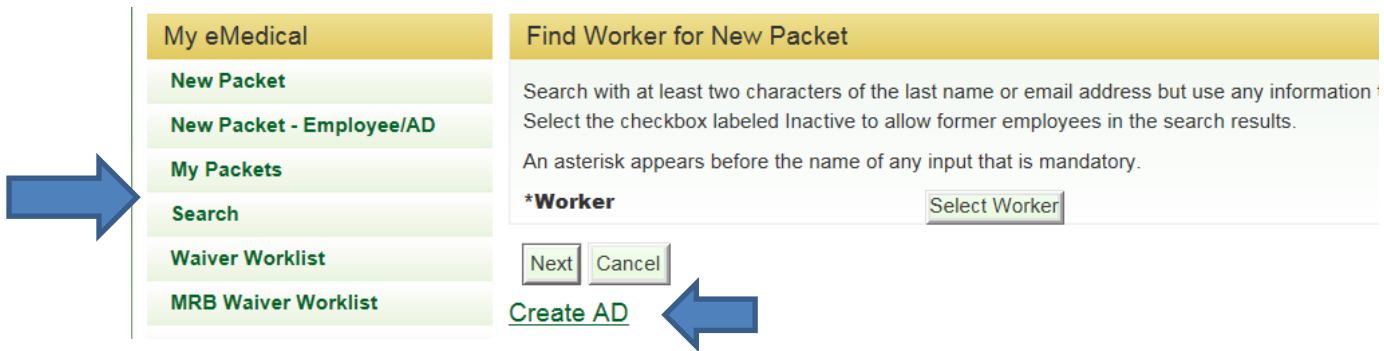 My eMedical
New Packet
New Packet - Employee/AD
My Packets
Search
Waiver Worklist
MRB Waiver Worklist
Find Worker for New Packet
Search with at least two characters of the last name or email address but use any information
Select the checkbox labeled Inactive to allow former employees in the search results.
An asterisk appears before the name of any input that is mandatory.
*Worker Select Worker
Next Cancel
Create AD